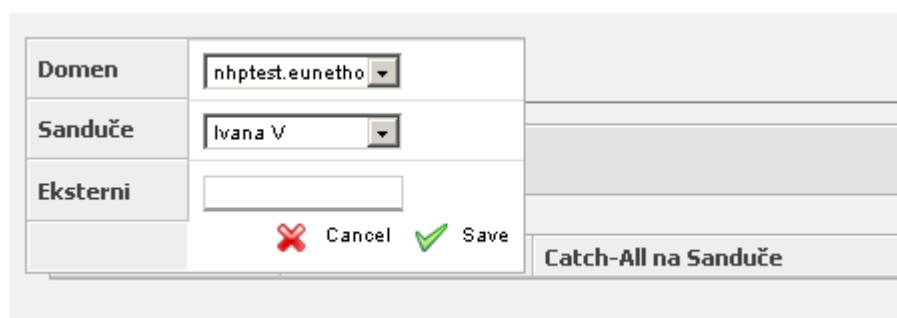 Domen nhptest.eunetho
Sanduče Ivana V
Eksterni
Cancel Save
Catch-All na Sanduče